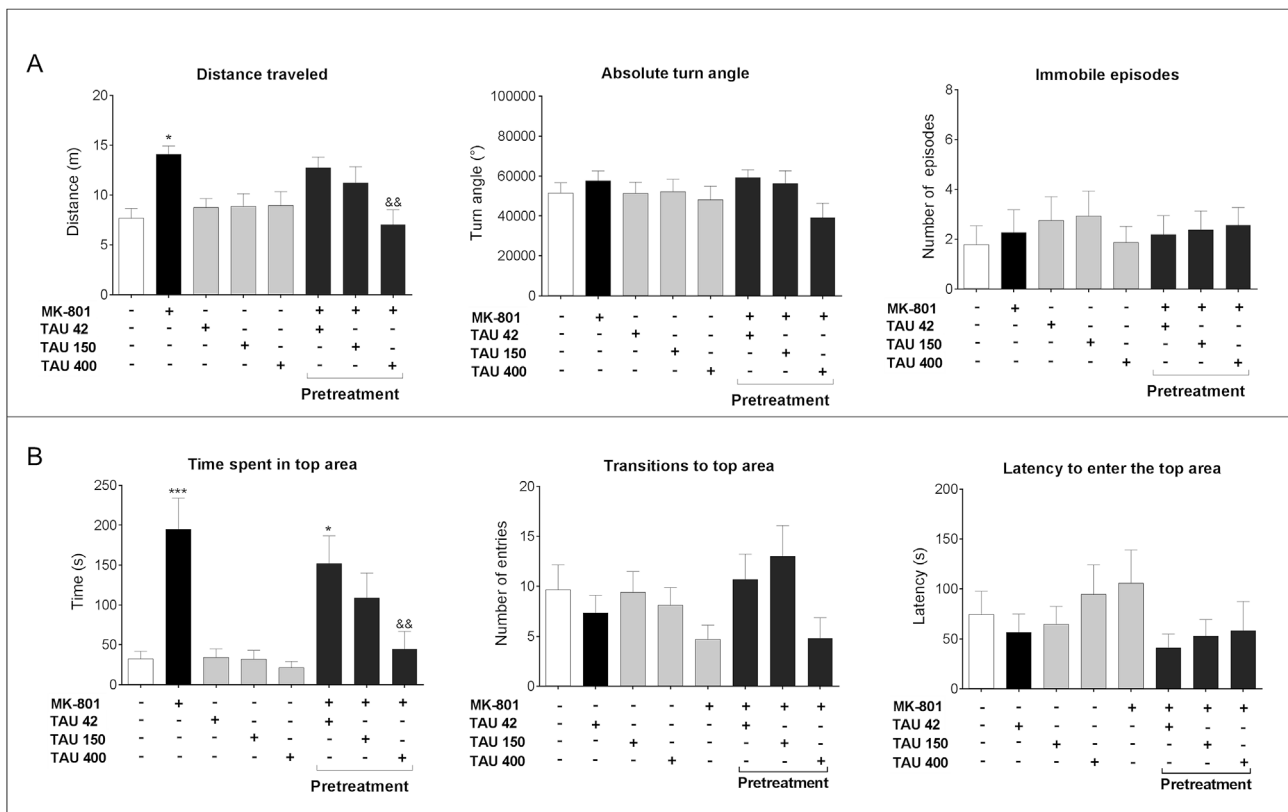 A
Distance traveled
Distance (m)
20
15
10
5
0
*
&&
MK-801 - + - - - + + +
TAU 42 - - + - - + - -
TAU 150 - - - + - - + -
TAU 400 - - - - + - - +
Pretreatment
Absolute turn angle
Turn angle (°)
100000
80000
60000
40000
20000
0
MK-801 - + - - - + + +
TAU 42 - - + - - + - -
TAU 150 - - - + - - + -
TAU 400 - - - - + - - +
Pretreatment
Immobile episodes
Number of episodes
8
6
4
2
0
MK-801 - + - - - + + +
TAU 42 - - + - - + - -
TAU 150 - - - + - - + -
TAU 400 - - - - + - - +
Pretreatment
B
Time spent in top area
Time (s)
250
200
150
100
50
0
***
*
&&
MK-801 - + - - - + + +
TAU 42 - - + - - + - -
TAU 150 - - - + - - + -
TAU 400 - - - - + - - +
Pretreatment
Transitions to top area
Number of entries
20
15
10
5
0
MK-801 - - - - + + + +
TAU 42 - + - - - + - -
TAU 150 - - + - - - + -
TAU 400 - - - + - - - +
Pretreatment
Latency to enter the top area
Latency (s)
200
150
100
50
0
MK-801 - - - - + + + +
TAU 42 - + - - - + - -
TAU 150 - - + - - - + -
TAU 400 - - - + - - - +
Pretreatment